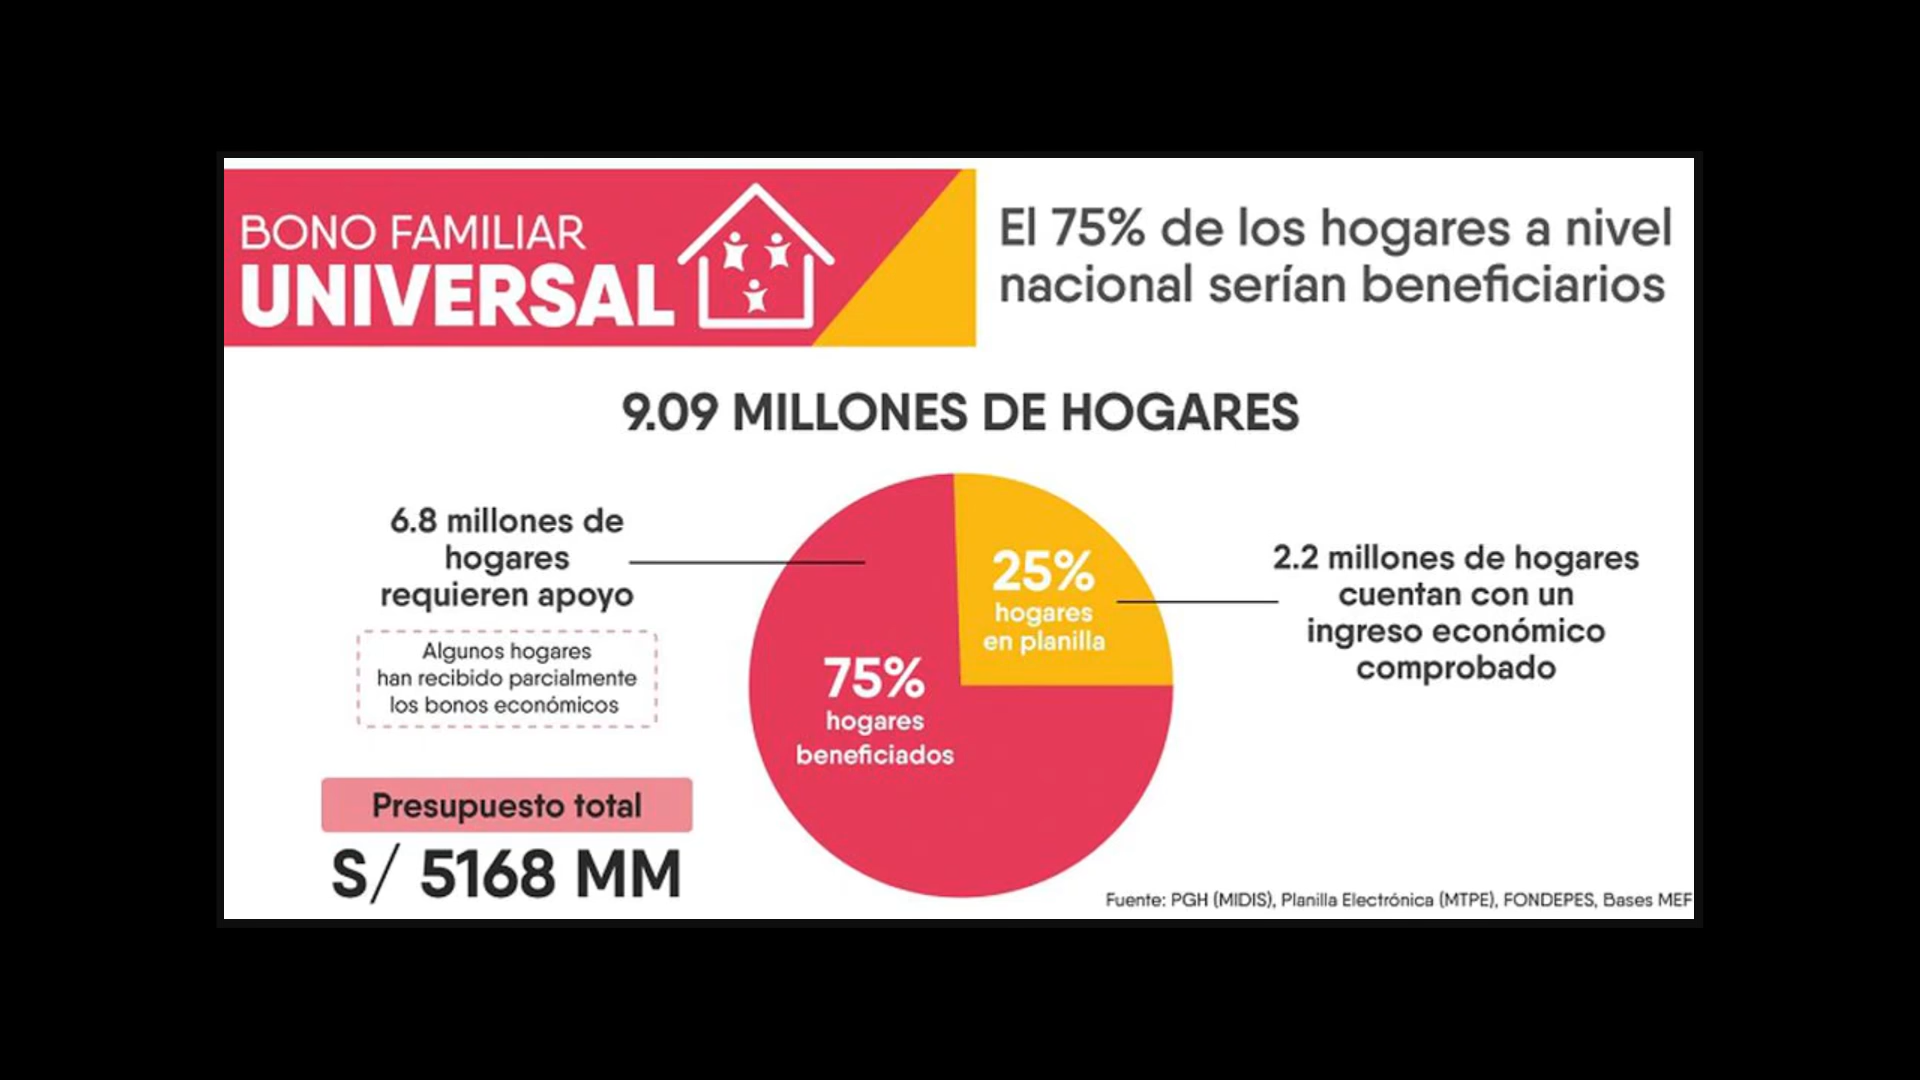 BONO FAMILIAR
UNIVERSAL
El 75% de los hogares a nivel
nacional serían beneficiarios
9.09 MILLONES DE HOGARES
6.8 millones de
hogares
requieren apoyo
Algunos hogares
han recibido parcialmente
los bonos económicos
Presupuesto total
S/ 5168 MM
75%
hogares
beneficiados
25%
hogares
en planilla
2.2 millones de hogares
cuentan con un
ingreso económico
comprobado
Fuente: PGH (MIDIS), Planilla Electrónica (MTPE), FONDEPES, Bases MEF